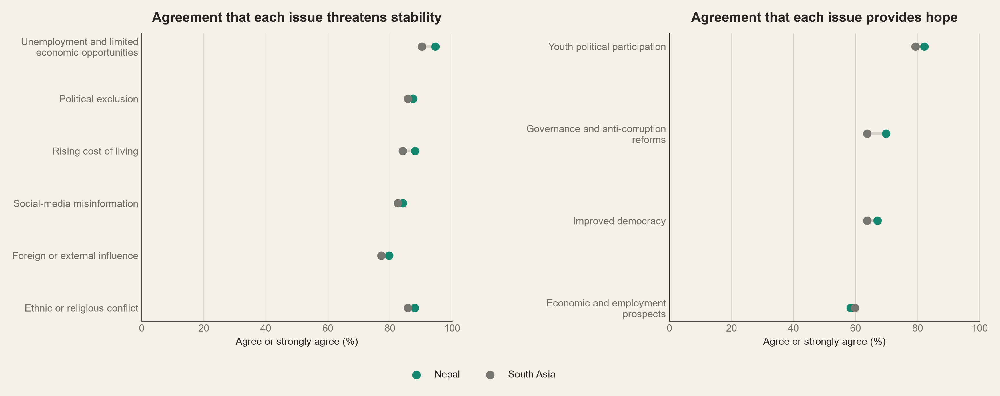 Agreement that each issue threatens stability
Unemployment and limited
economic opportunities
Political exclusion
Rising cost of living
Social-media misinformation
Foreign or external influence
Ethnic or religious conflict
0 20 40 60 80 100
Agree or strongly agree (%)
Agreement that each issue provides hope
Youth political participation
Governance and anti-corruption
reforms
Improved democracy
Economic and employment
prospects
0 20 40 60 80 100
Agree or strongly agree (%)
Nepal South Asia